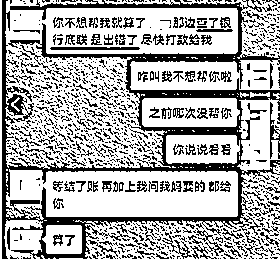 你不想帮我就算了
那边查了银
行底联 是出错了 尽快打款给我
咋叫我不想帮你啦
之前哪次没帮你
你说说看看
等结了账 再加上我问我妈要的 都给
你
算了